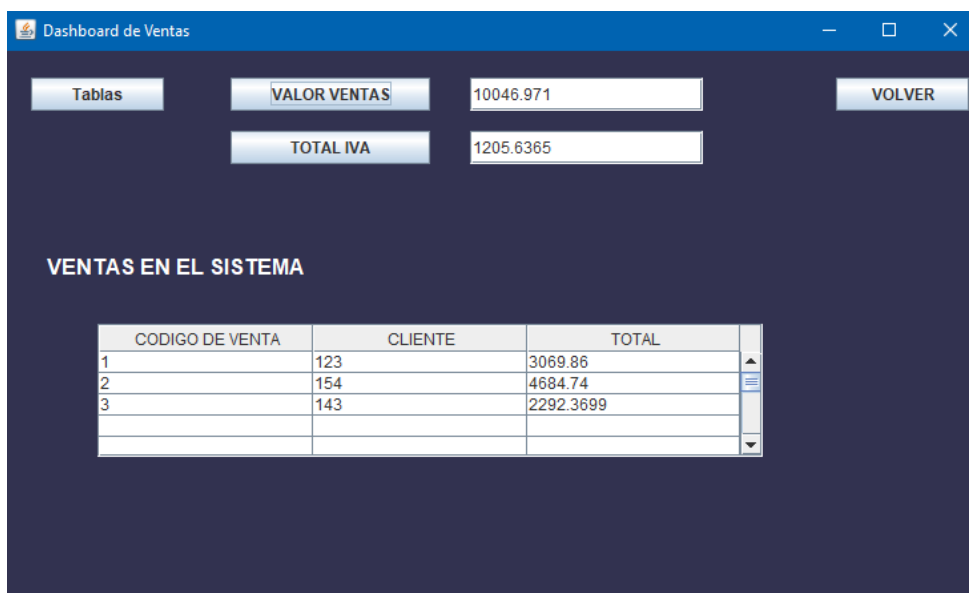 Dashboard de Ventas
Tablas VALOR VENTAS 10046.971 VOLVER
TOTAL IVA 1205.6365
VENTAS EN EL SISTEMA
CODIGO DE VENTA CLIENTE TOTAL
1 123 3069.86
2 154 4684.74
3 143 2292.3699